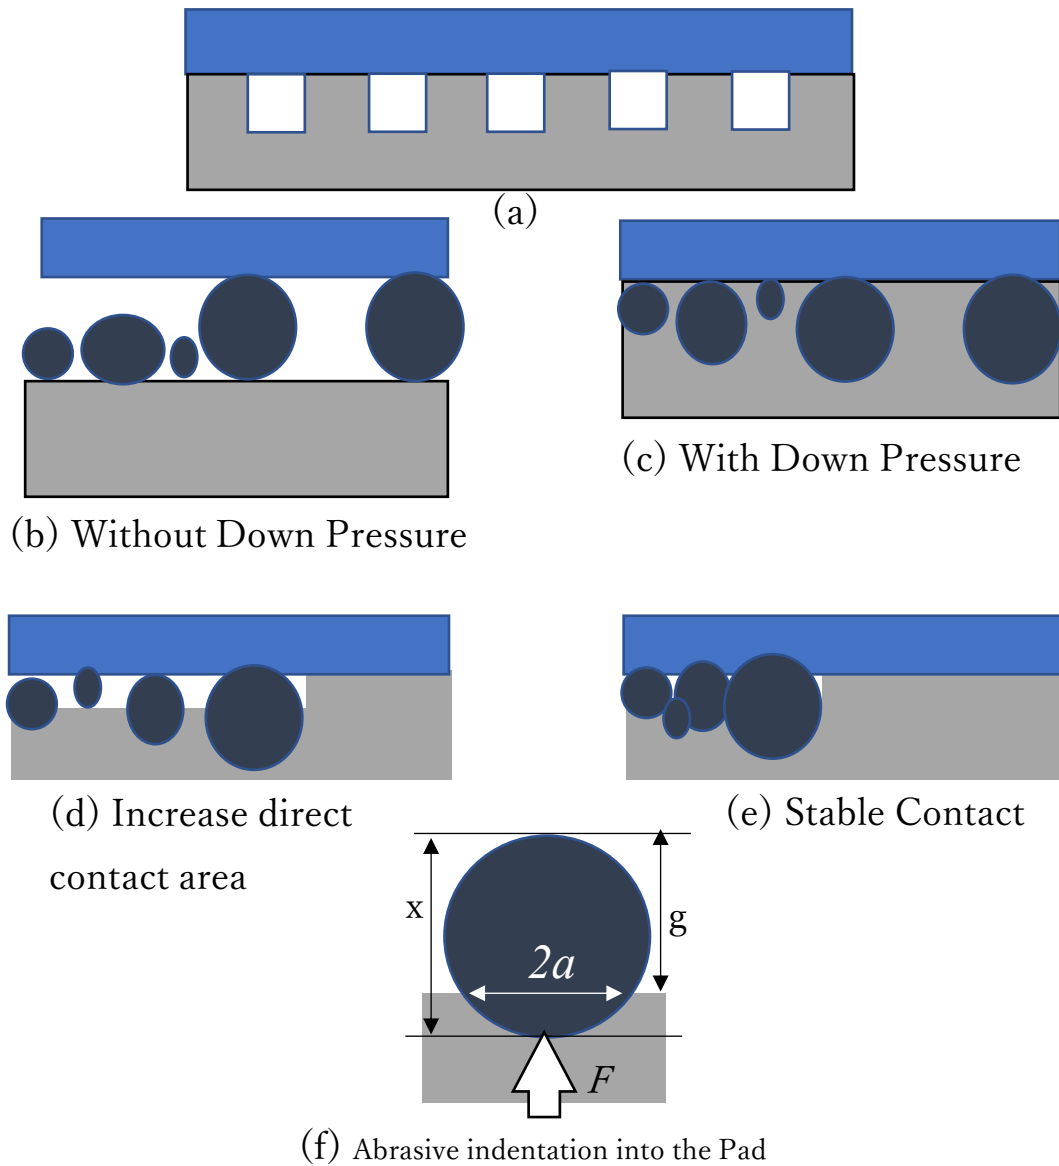 (a)
(c) With Down Pressure
(b) Without Down Pressure
(d) Increase direct
contact area
(e) Stable Contact
x
g
2a
F
(f) Abrasive indentation into the Pad